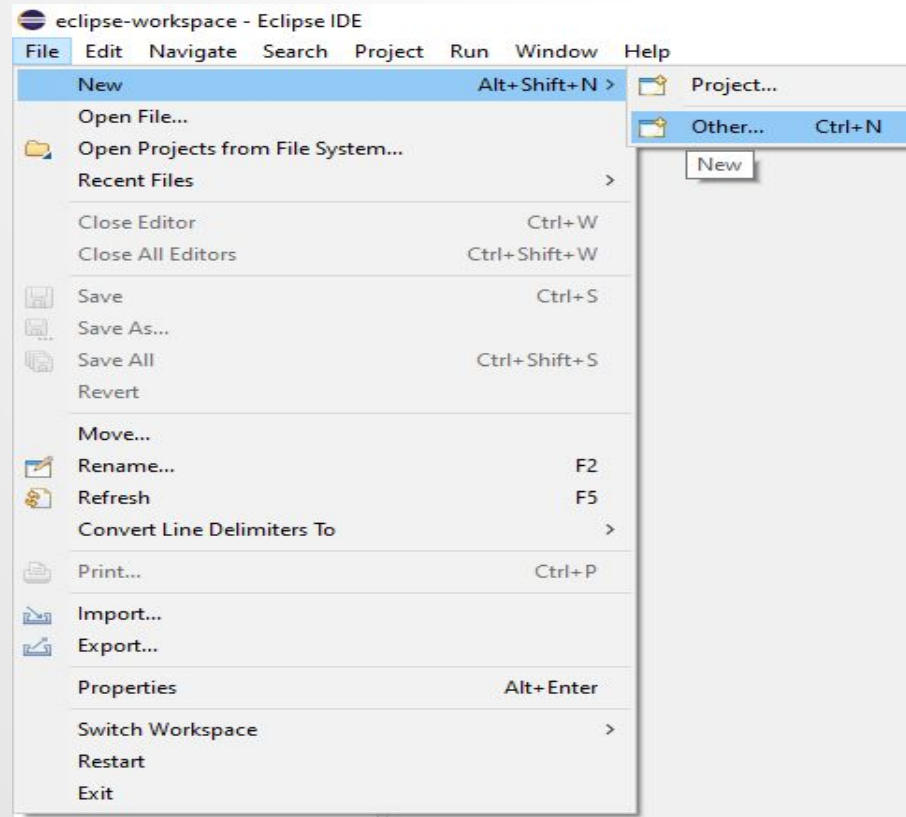 eclipse-workspace - Eclipse IDE
File Edit Navigate Search Project Run Window Help
New Alt+Shift+N > Project...
Open File...
Other... Ctrl+N
Open Projects from File System...
New
Recent Files >
Close Editor Ctrl+W
Close All Editors Ctrl+Shift+W
Save Ctrl+S
Save As...
Save All Ctrl+Shift+S
Revert
Move...
Rename... F2
Refresh F5
Convert Line Delimiters To >
Print... Ctrl+P
Import...
Export...
Properties Alt+Enter
Switch Workspace >
Restart
Exit